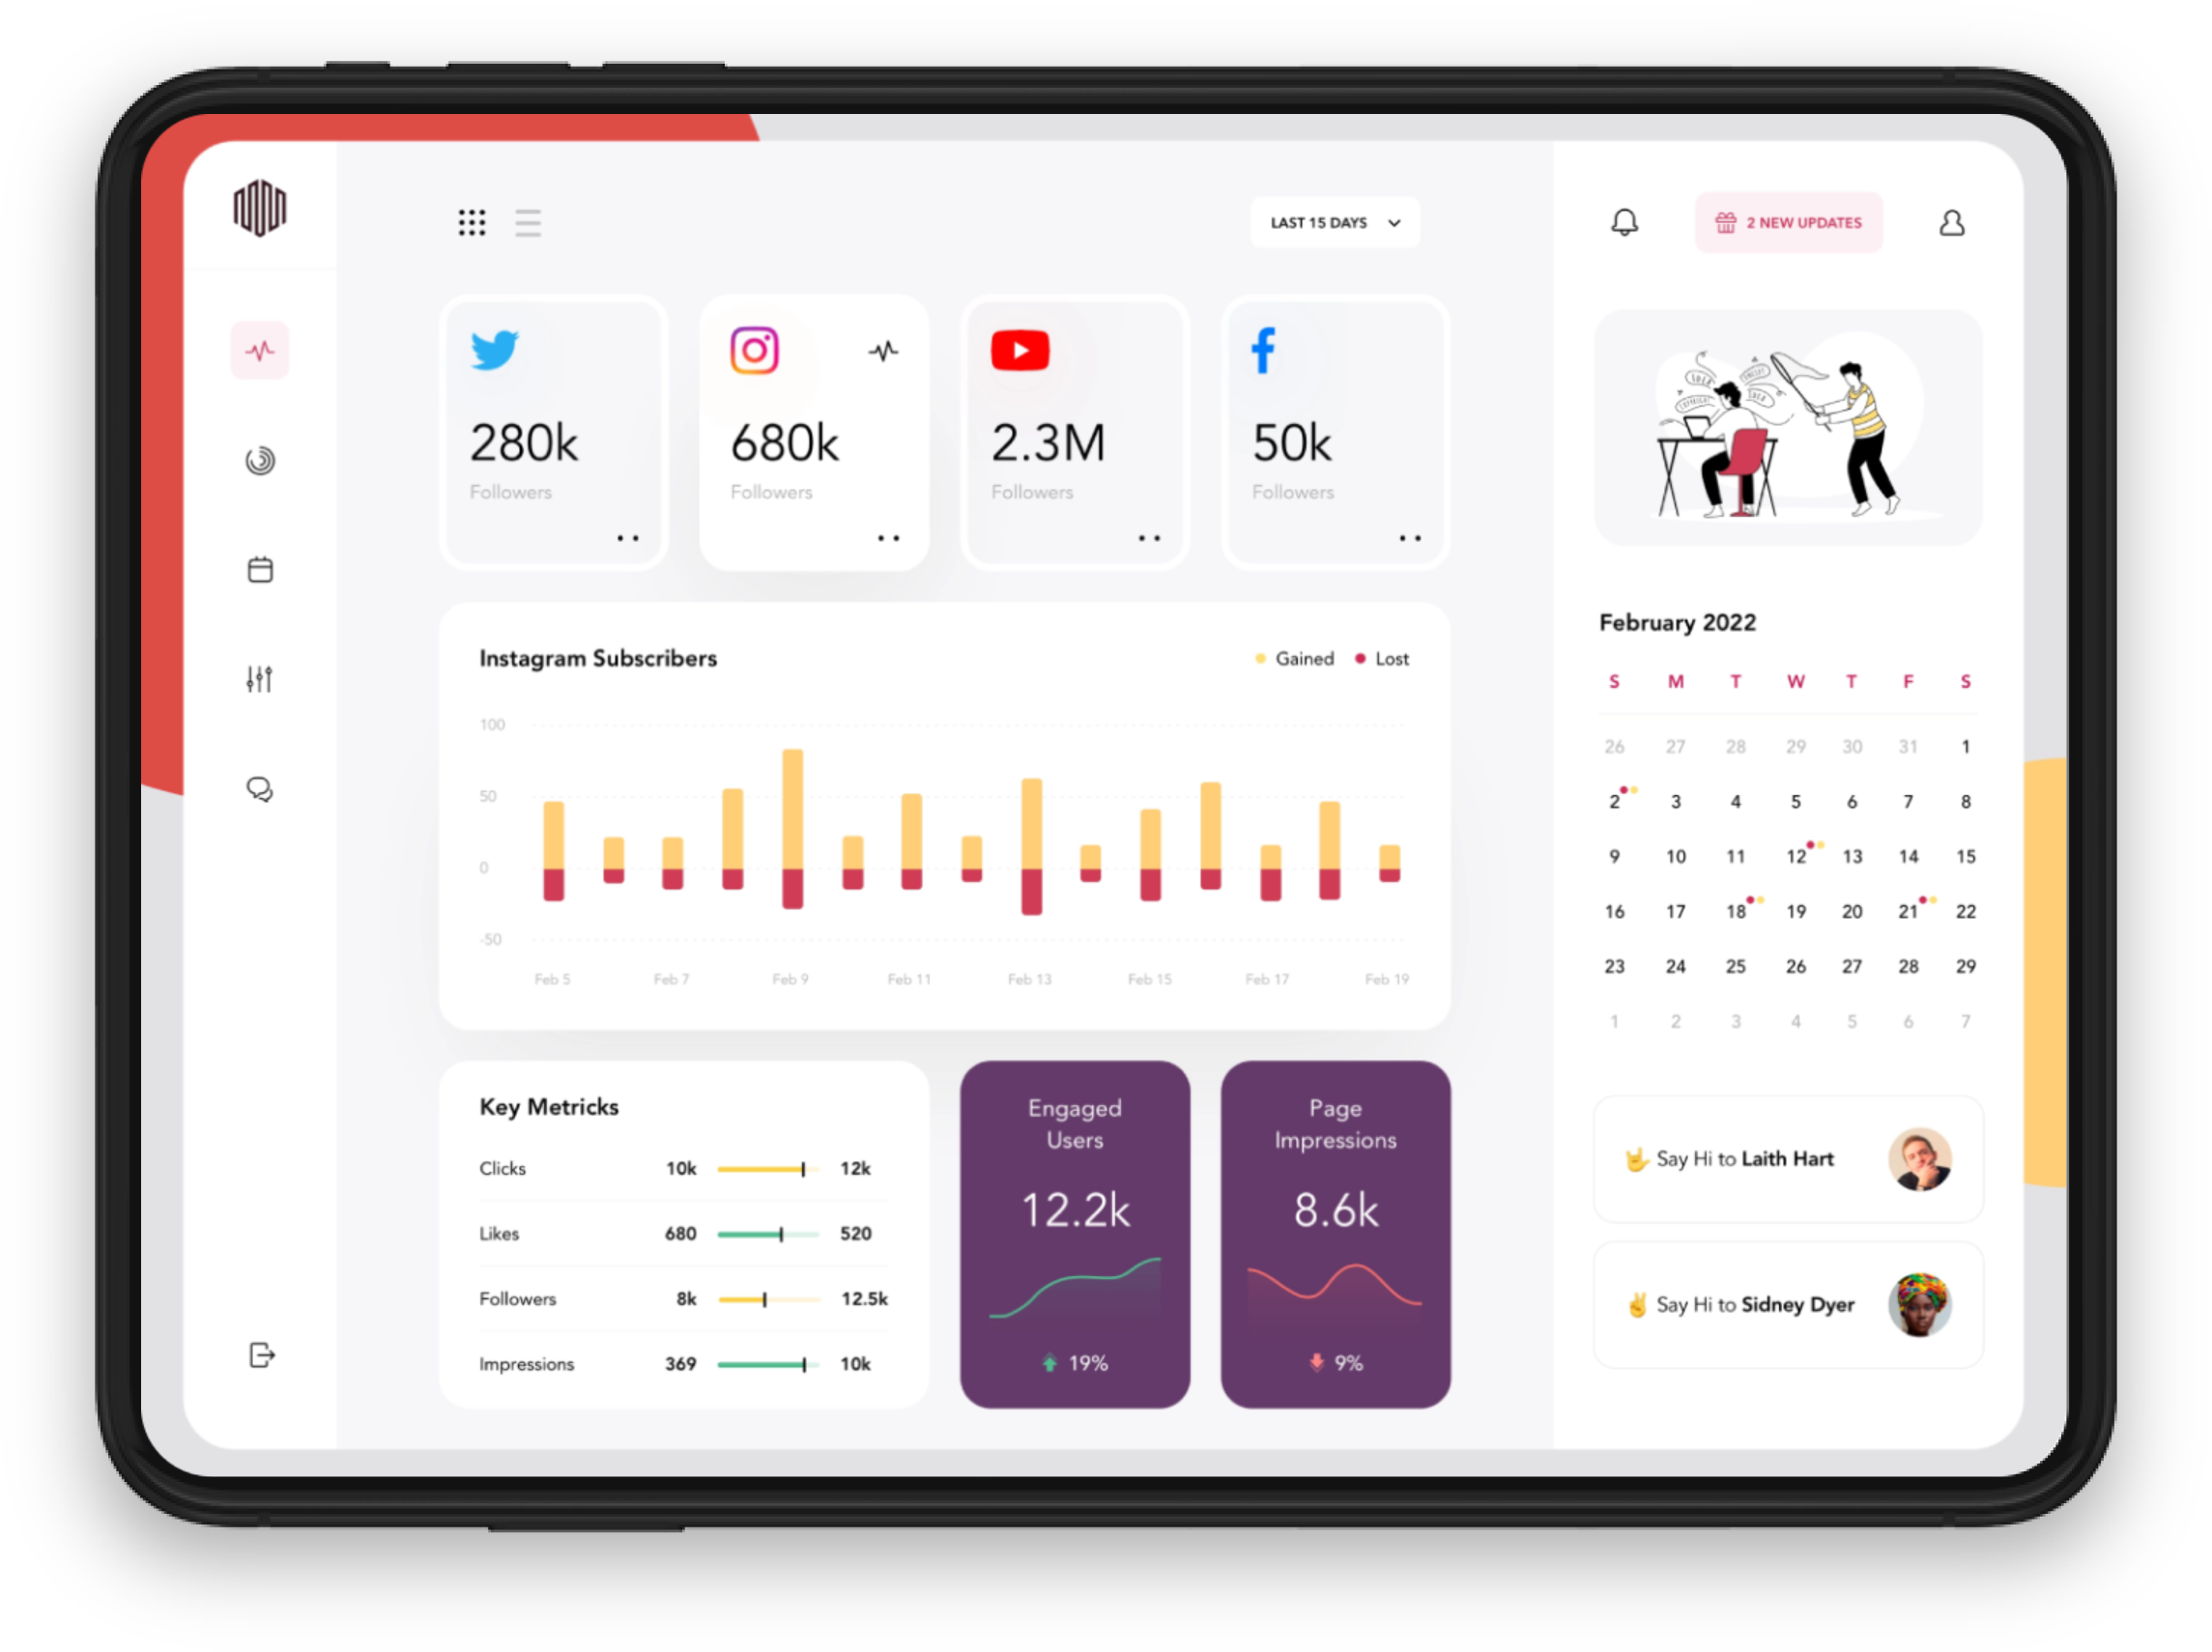 LAST 15 DAYS
2 NEW UPDATES
280k
Followers
680k
Followers
2.3M
Followers
50k
Followers
Instagram Subscribers
Gained
Lost
100
50
0
-50
Feb 5
Feb 7
Feb 9
Feb 11
Feb 13
Feb 15
Feb 17
Feb 19
Key Metricks
Clicks 10k 12k
Likes 680 520
Followers 8k 12.5k
Impressions 369 10k
Engaged
Users
12.2k
19%
Page
Impressions
8.6k
9%
February 2022
S M T W T F S
26 27 28 29 30 31 1
2 3 4 5 6 7 8
9 10 11 12 13 14 15
16 17 18 19 20 21 22
23 24 25 26 27 28 29
1 2 3 4 5 6 7
Say Hi to Laith Hart
Say Hi to Sidney Dyer